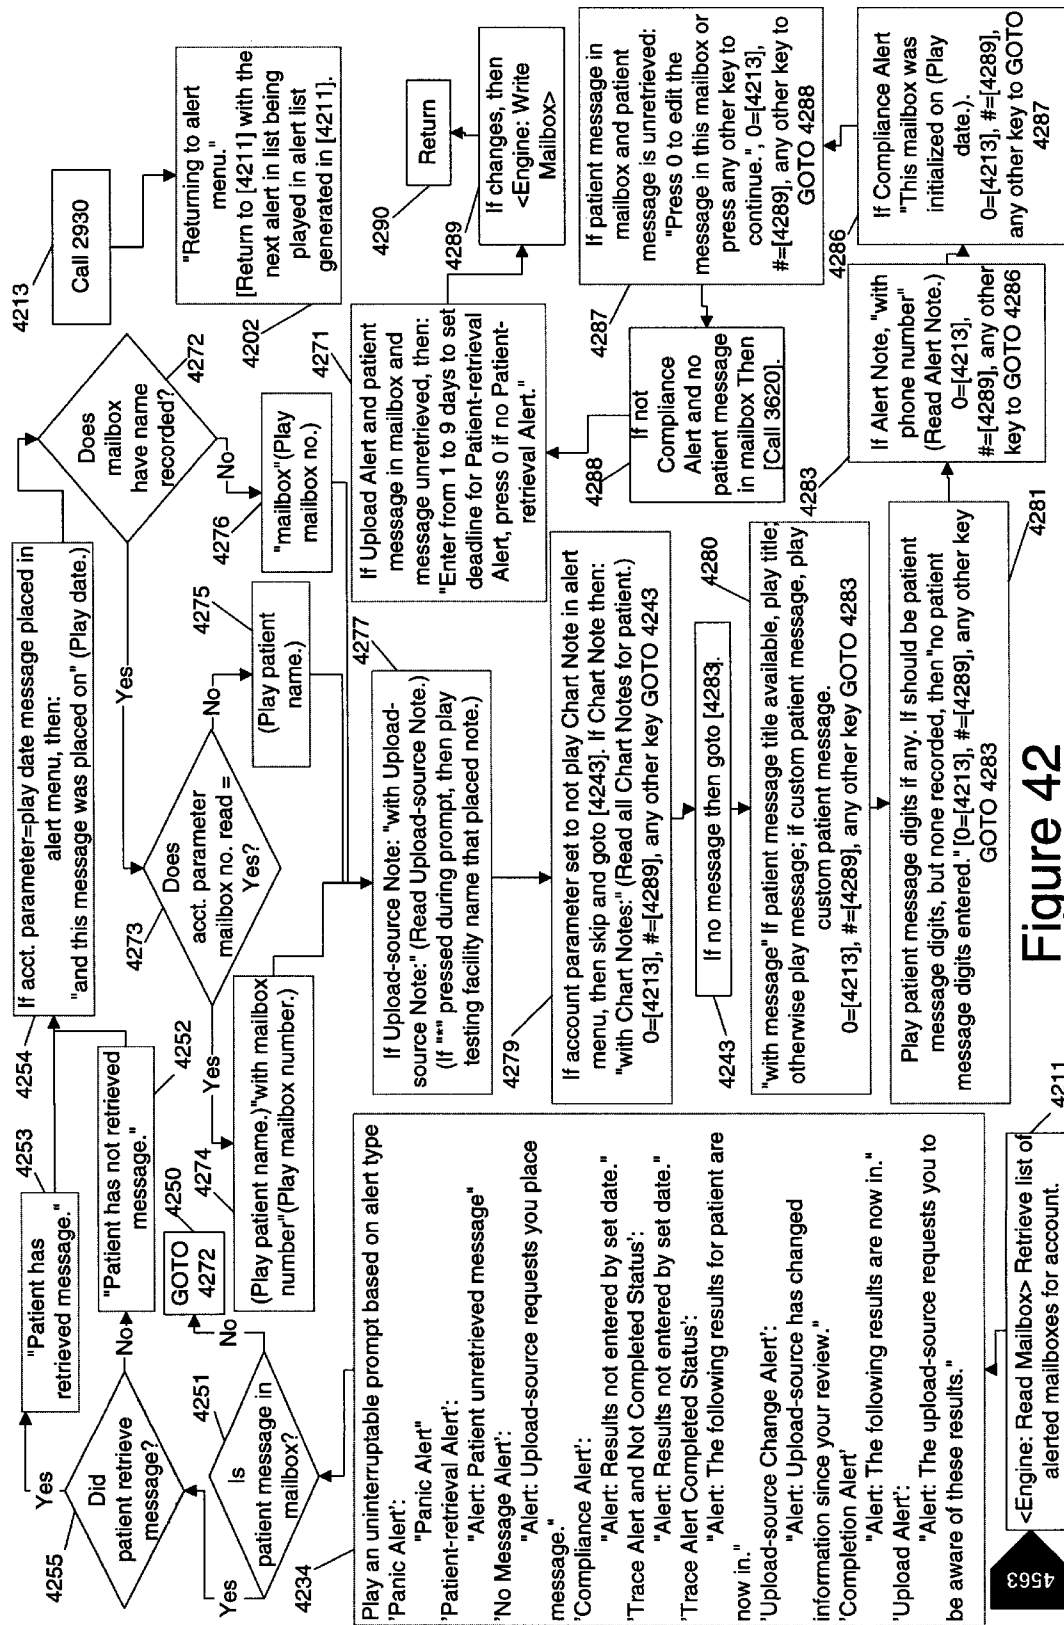 4563
4211
<Engine: Read Mailbox> Retrieve list of
alerted mailboxes for account.
4234
Play an uninterruptable prompt based on alert type
'Panic Alert':
"Panic Alert"
'Patient-retrieval Alert':
"Alert: Patient unretrieved message"
'No Message Alert':
"Alert: Upload-source requests you place
message."
'Compliance Alert':
"Alert: Results not entered by set date."
'Trace Alert and Not Completed Status':
"Alert: Results not entered by set date."
'Trace Alert Completed Status':
"Alert: The following results for patient are
now in."
'Upload-source Change Alert':
"Alert: Upload-source has changed
information since your review."
'Completion Alert'
"Alert: The following results are now in."
'Upload Alert':
"Alert: The upload-source requests you to
be aware of these results."
4251
Is
patient message in
mailbox?
Yes
No
4250
GOTO
4272
4255
Did
patient retrieve
message?
Yes
No
4253
"Patient has
retrieved message."
4252
"Patient has not retrieved
message."
4254
If acct. parameter=play date message placed in
alert menu, then:
"and this message was placed on" (Play date.)
4272
Does
mailbox
have name
recorded?
Yes
No
4273
Does
acct. parameter
mailbox no. read =
Yes?
Yes
No
4274
(Play patient name.)"with mailbox
number"(Play mailbox number.)
4275
(Play patient
name.)
4276
"mailbox"(Play
mailbox no.)
4277
If Upload-source Note: "with Upload-
source Note:" (Read Upload-source Note.)
(If "*" pressed during prompt, then play
testing facility name that placed note.)
4279
If account parameter set to not play Chart Note in alert
menu, then skip and goto [4243]. If Chart Note then:
"with Chart Notes:" (Read all Chart Notes for patient.)
0=[4213], #=[4289], any other key GOTO 4243
4243
If no message then goto [4283].
4280
"with message" If patient message title available, play title;
otherwise play message; if custom patient message, play
custom patient message.
0=[4213], #=[4289], any other key GOTO 4283
4281
Play patient message digits if any. If should be patient
message digits, but none recorded, then"no patient
message digits entered." [0=[4213], #=[4289], any other key
GOTO 4283
4283
If Alert Note, "with
phone number"
(Read Alert Note.)
0=[4213],
#=[4289], any other
key to GOTO 4286
4286
If Compliance Alert
"This mailbox was
initialized on (Play
date.).
0=[4213], #=[4289],
any other key to GOTO
4287
4287
If patient message in
mailbox and patient
message is unretrieved:
"Press 0 to edit the
message in this mailbox or
press any other key to
continue.", 0=[4213],
#=[4289], any other key to
GOTO 4288
4288
If not
Compliance
Alert and no
patient message
in mailbox Then
[Call 3620].
4271
If Upload Alert and patient
message in mailbox and
message unretrieved, then:
"Enter from 1 to 9 days to set
deadline for Patient-retrieval
Alert, press 0 if no Patient-
retrieval Alert."
4289
If changes, then
<Engine: Write
Mailbox>
4290
Return
4213
Call 2930
4202
"Returning to alert
menu."
[Return to [4211] with the
next alert in list being
played in alert list
generated in [4211].
Figure 42